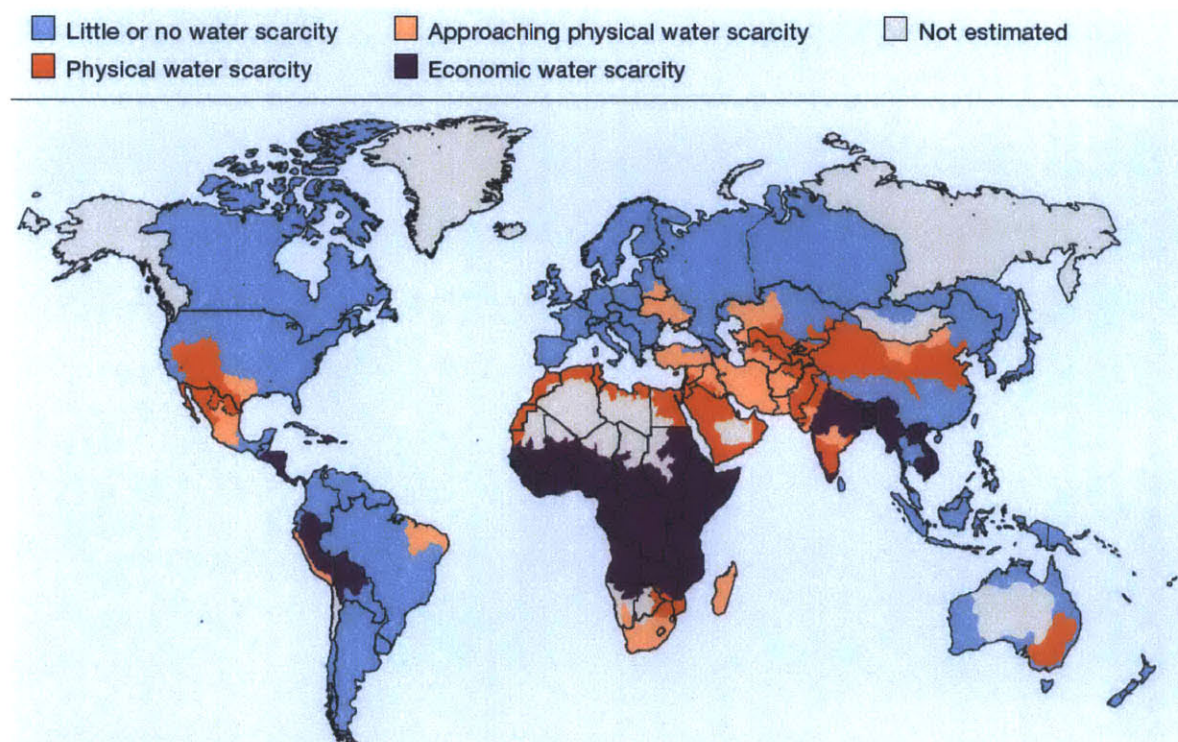 Little or no water scarcity
Approaching physical water scarcity
Not estimated
Physical water scarcity
Economic water scarcity